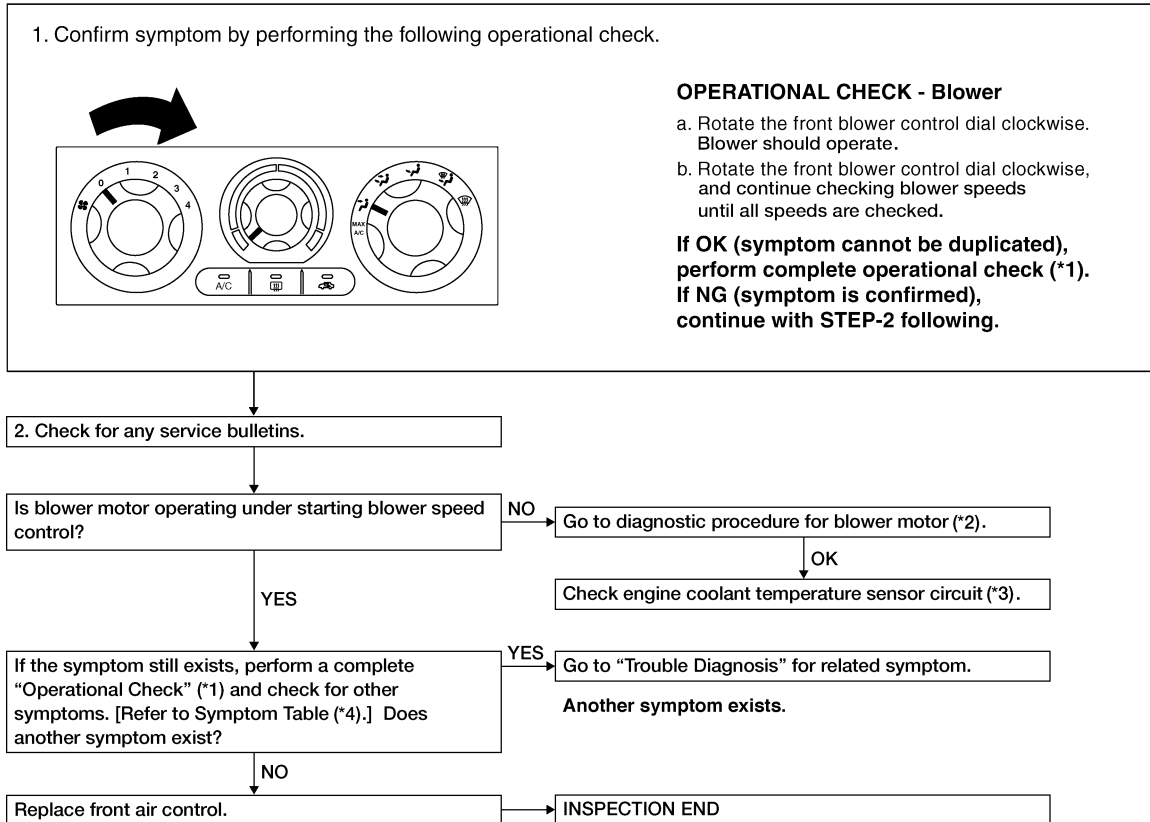 1. Confirm symptom by performing the following operational check.
OPERATIONAL CHECK - Blower
a. Rotate the front blower control dial clockwise.
Blower should operate.
b. Rotate the front blower control dial clockwise,
and continue checking blower speeds
until all speeds are checked.
If OK (symptom cannot be duplicated),
perform complete operational check (*1).
If NG (symptom is confirmed),
continue with STEP-2 following.
0
1
2
3
4
MAX
A/C
A/C
2. Check for any service bulletins.
Is blower motor operating under starting blower speed
control?
NO
Go to diagnostic procedure for blower motor (*2).
OK
Check engine coolant temperature sensor circuit (*3).
YES
If the symptom still exists, perform a complete
“Operational Check” (*1) and check for other
symptoms. [Refer to Symptom Table (*4).] Does
another symptom exist?
YES
Go to “Trouble Diagnosis” for related symptom.
Another symptom exists.
NO
Replace front air control.
INSPECTION END